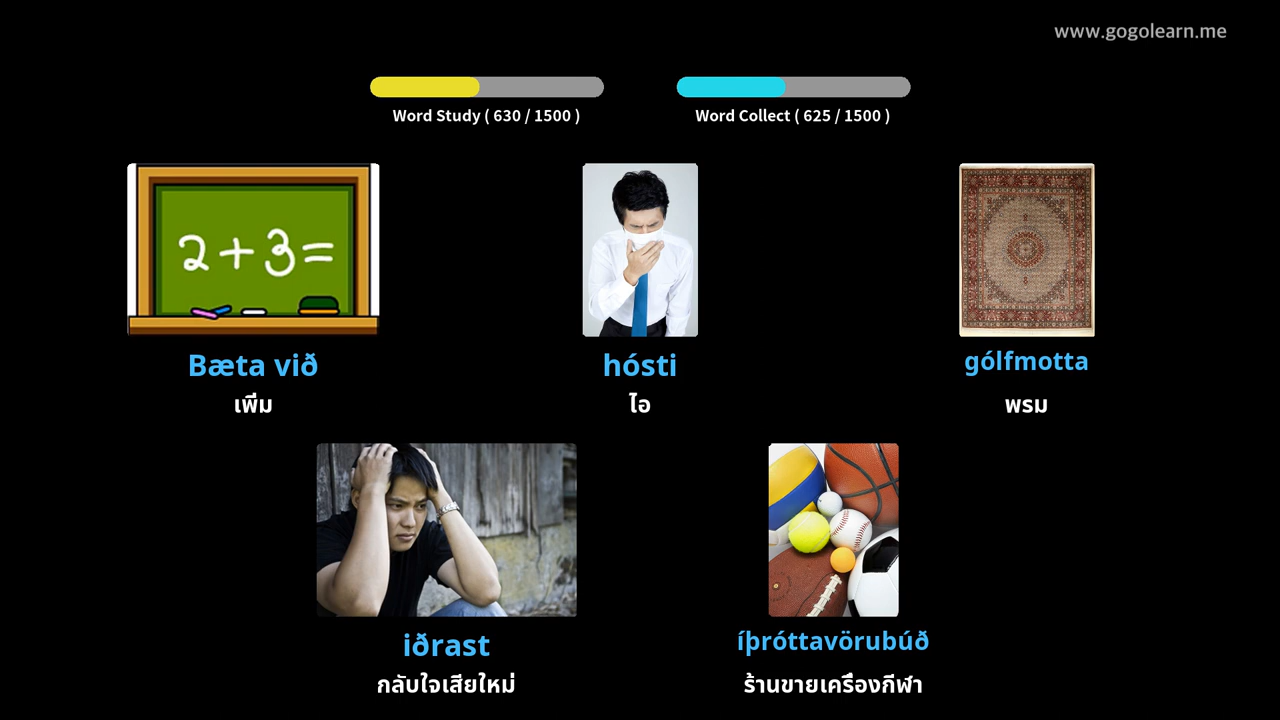 www.gogolearn.me
Word Study ( 630 / 1500 )
Word Collect ( 625 / 1500 )
2+3=
Bæta við
hósti
gólfmotta
เพิ่ม
ไอ
พรม
iðrast
íþróttavörubúð
กลับใจเสียใหม่
ร้านขายเครื่องกีฬา